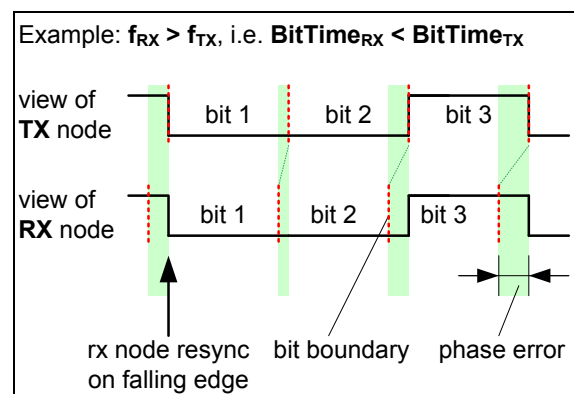 Example: fRX > fTX, i.e. BitTimeRX < BitTimeTX
view of
TX node
bit 1 bit 2 bit 3
view of
RX node
bit 1 bit 2 bit 3
rx node resync
on falling edge
bit boundary
phase error